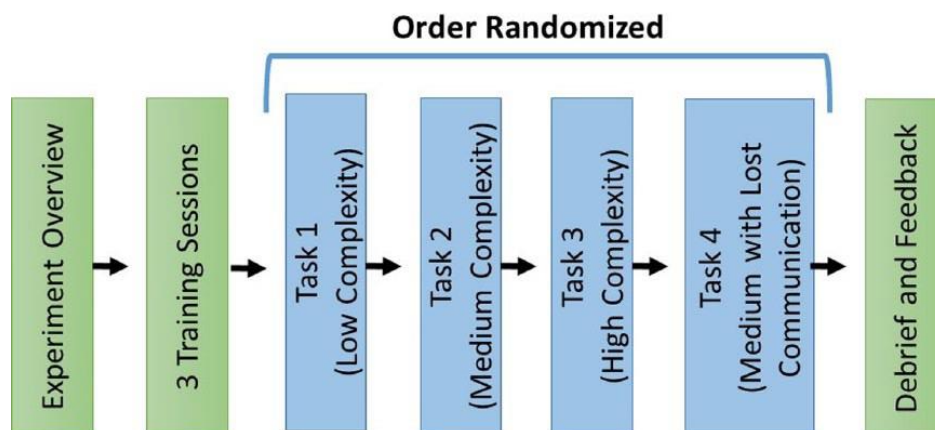 Order Randomized
Experiment Overview
3 Training Sessions
Task 1
(Low Complexity)
Task 2
(Medium Complexity)
Task 3
(High Complexity)
Task 4
(Medium with Lost
Communication)
Debrief and Feedback